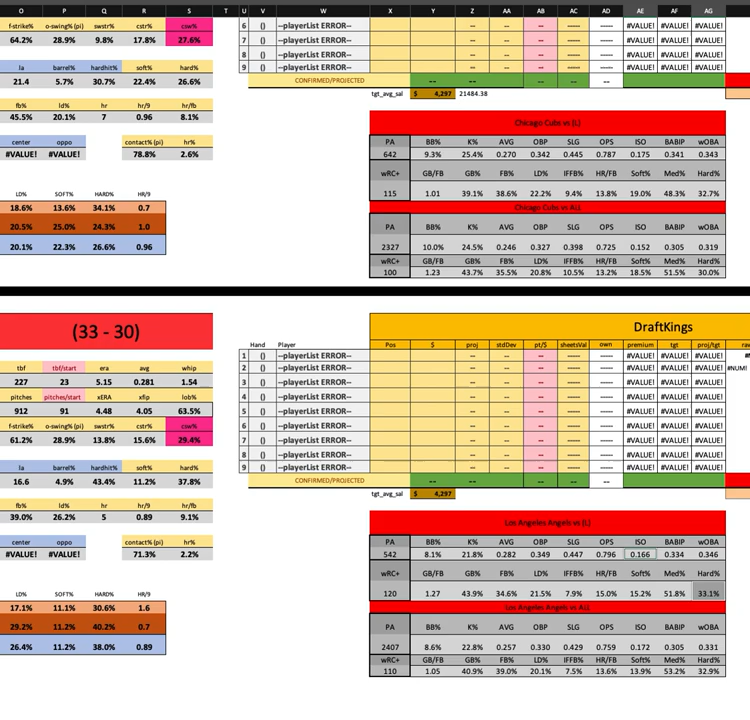 O P Q R S T U V W X Y Z AA AB AC AD AE AF AG
f-strike% o-swing% (pi) swstr% cstr% csw% 6 () --playerList ERROR-- -- -- -- ----- ----- #VALUE! #VALUE! #VALUE!
64.2% 28.9% 9.8% 17.8% 27.6% 7 () --playerList ERROR-- -- -- -- ----- ----- #VALUE! #VALUE! #VALUE!
8 () --playerList ERROR-- -- -- -- ----- ----- #VALUE! #VALUE! #VALUE!
la barrel% hardhit% soft% hard% 9 () --playerList ERROR-- -- -- -- ----- ----- #VALUE! #VALUE! #VALUE!
21.4 5.7% 30.7% 22.4% 26.6% CONFIRMED/PROJECTED -- -- --
tgt_avg_sal $ 4,297 21484.38
fb% ld% hr hr/9 hr/fb
45.5% 20.1% 7 0.96 8.1%
Chicago Cubs vs (L)
center oppo contact% (pi) hr% PA BB% K% AVG OBP SLG OPS ISO BABIP wOBA
#VALUE! #VALUE! 78.8% 2.6% 642 9.3% 25.4% 0.270 0.342 0.445 0.787 0.175 0.341 0.343
wRC+ GB/FB GB% FB% LD% IFFB% HR/FB Soft% Med% Hard%
LD% SOFT% HARD% HR/9 115 1.01 39.1% 38.6% 22.2% 9.4% 13.8% 19.0% 48.3% 32.7%
18.6% 13.6% 34.1% 0.7 Chicago Cubs vs ALL
20.5% 25.0% 24.3% 1.0 PA BB% K% AVG OBP SLG OPS ISO BABIP wOBA
20.1% 22.3% 26.6% 0.96 2327 10.0% 24.5% 0.246 0.327 0.398 0.725 0.152 0.305 0.319
wRC+ GB/FB GB% FB% LD% IFFB% HR/FB Soft% Med% Hard%
100 1.23 43.7% 35.5% 20.8% 10.5% 13.2% 18.5% 51.5% 30.0%
(33 - 30) DraftKings
Hand Player Pos $ proj stdDev pt/$ sheetsVal own premium tgt proj/tgt
1 () --playerList ERROR-- -- -- -- ----- ----- #VALUE! #VALUE! #VALUE!
tbf tbf/start era avg whip 2 () --playerList ERROR-- -- -- -- ----- ----- #VALUE! #VALUE! #VALUE! #NUM!
227 23 5.15 0.281 1.54 3 () --playerList ERROR-- -- -- -- ----- ----- #VALUE! #VALUE! #VALUE!
pitches pitches/start xERA xfip lob% 4 () --playerList ERROR-- -- -- -- ----- ----- #VALUE! #VALUE! #VALUE!
912 91 4.48 4.05 63.5% 5 () --playerList ERROR-- -- -- -- ----- ----- #VALUE! #VALUE! #VALUE!
f-strike% o-swing% (pi) swstr% cstr% csw% 6 () --playerList ERROR-- -- -- -- ----- ----- #VALUE! #VALUE! #VALUE!
61.2% 28.9% 13.8% 15.6% 29.4% 7 () --playerList ERROR-- -- -- -- ----- ----- #VALUE! #VALUE! #VALUE!
8 () --playerList ERROR-- -- -- -- ----- ----- #VALUE! #VALUE! #VALUE!
la barrel% hardhit% soft% hard% 9 () --playerList ERROR-- -- -- -- ----- ----- #VALUE! #VALUE! #VALUE!
16.6 4.9% 43.4% 11.2% 37.8% CONFIRMED/PROJECTED -- -- --
tgt_avg_sal $ 4,297
fb% ld% hr hr/9 hr/fb
39.0% 26.2% 5 0.89 9.1%
Los Angeles Angels vs (L)
center oppo contact% (pi) hr% PA BB% K% AVG OBP SLG OPS ISO BABIP wOBA
#VALUE! #VALUE! 71.3% 2.2% 542 8.1% 21.8% 0.282 0.349 0.447 0.796 0.166 0.334 0.346
wRC+ GB/FB GB% FB% LD% IFFB% HR/FB Soft% Med% Hard%
LD% SOFT% HARD% HR/9 120 1.27 43.9% 34.6% 21.5% 7.9% 15.0% 15.2% 51.8% 33.1%
17.1% 11.1% 30.6% 1.6 Los Angeles Angels vs ALL
29.2% 11.2% 40.2% 0.7 PA BB% K% AVG OBP SLG OPS ISO BABIP wOBA
26.4% 11.2% 38.0% 0.89 2407 8.6% 22.8% 0.257 0.330 0.429 0.759 0.172 0.305 0.331
wRC+ GB/FB GB% FB% LD% IFFB% HR/FB Soft% Med% Hard%
110 1.05 40.9% 39.0% 20.1% 7.5% 13.6% 13.9% 53.2% 32.9%